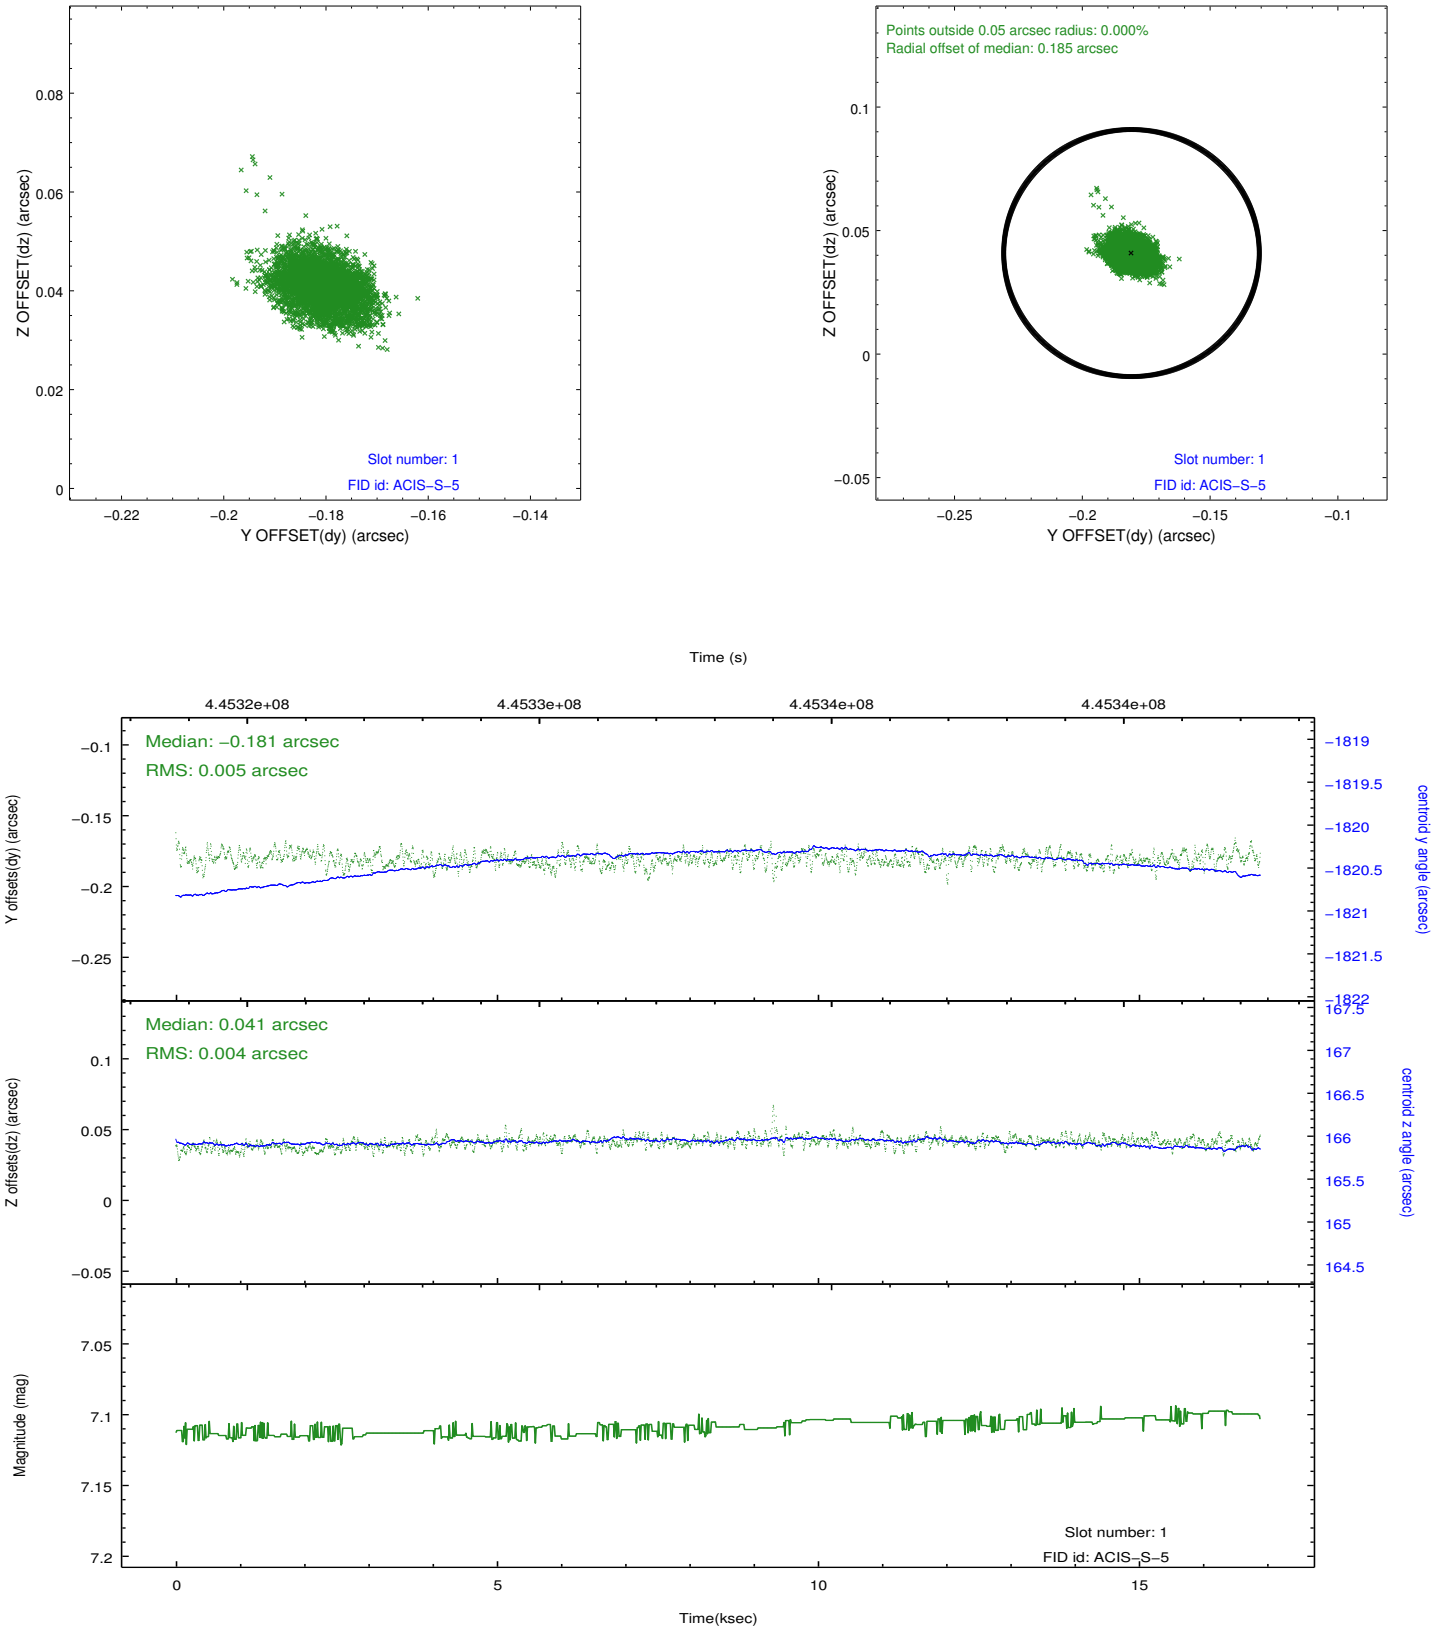 0.08
0.06
0.04
0.02
0
−0.22
−0.2
−0.18
−0.16
−0.14
Z OFFSET(dz) (arcsec)
Y OFFSET(dy) (arcsec)
Slot number: 1
FID id: ACIS−S−5
Points outside 0.05 arcsec radius: 0.000%
Radial offset of median: 0.185 arcsec
0.1
0.05
0
−0.05
−0.25
−0.2
−0.15
−0.1
Z OFFSET(dz) (arcsec)
Y OFFSET(dy) (arcsec)
Slot number: 1
FID id: ACIS−S−5
Time (s)
4.4532e+08
4.4533e+08
4.4534e+08
4.4534e+08
Median: −0.181 arcsec
RMS: 0.005 arcsec
−0.1
−0.15
−0.2
−0.25
Y offsets(dy) (arcsec)
−1819
−1819.5
−1820
−1820.5
−1821
−1821.5
−1822
centroid y angle (arcsec)
Median: 0.041 arcsec
RMS: 0.004 arcsec
0.1
0.05
0
−0.05
Z offsets(dz) (arcsec)
167.5
167
166.5
166
165.5
165
164.5
centroid z angle (arcsec)
7.05
7.1
7.15
7.2
Magnitude (mag)
Slot number: 1
FID id: ACIS−S−5
0
5
10
15
Time(ksec)